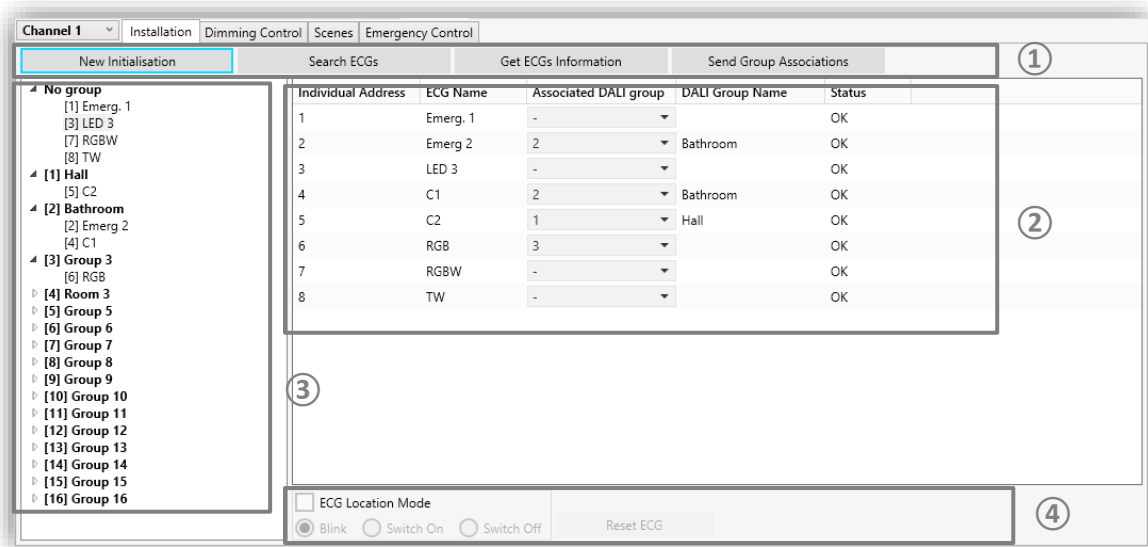 Channel 1 Installation Dimming Control Scenes Emergency Control
New Initialisation Search ECGs Get ECGs Information Send Group Associations
①
No group
[1] Emerg. 1
[3] LED 3
[7] RGBW
[8] TW
[1] Hall
[5] C2
[2] Bathroom
[2] Emerg 2
[4] C1
[3] Group 3
[6] RGB
[4] Room 3
[5] Group 5
[6] Group 6
[7] Group 7
[8] Group 8
[9] Group 9
[10] Group 10
[11] Group 11
[12] Group 12
[13] Group 13
[14] Group 14
[15] Group 15
[16] Group 16
③
Individual Address ECG Name Associated DALI group DALI Group Name Status
1 Emerg. 1 - OK
2 Emerg 2 2 Bathroom OK
3 LED 3 - OK
4 C1 2 Bathroom OK
5 C2 1 Hall OK
6 RGB 3 OK
7 RGBW - OK
8 TW - OK
②
ECG Location Mode
Blink Switch On Switch Off Reset ECG
④